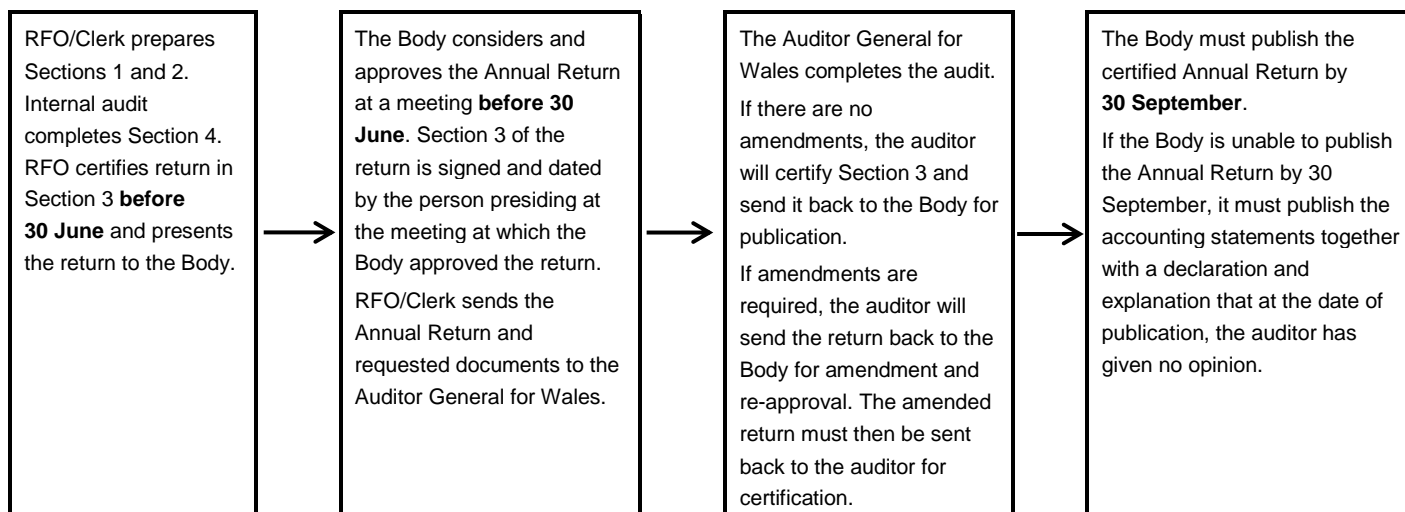 RFO/Clerk prepares
Sections 1 and 2.
Internal audit
completes Section 4.
RFO certifies return in
Section 3 before
30 June and presents
the return to the Body.
The Body considers and
approves the Annual Return
at a meeting before 30
June. Section 3 of the
return is signed and dated
by the person presiding at
the meeting at which the
Body approved the return.
RFO/Clerk sends the
Annual Return and
requested documents to the
Auditor General for Wales.
The Auditor General for
Wales completes the audit.
If there are no
amendments, the auditor
will certify Section 3 and
send it back to the Body for
publication.
If amendments are
required, the auditor will
send the return back to the
Body for amendment and
re-approval. The amended
return must then be sent
back to the auditor for
certification.
The Body must publish the
certified Annual Return by
30 September.
If the Body is unable to publish
the Annual Return by 30
September, it must publish the
accounting statements together
with a declaration and
explanation that at the date of
publication, the auditor has
given no opinion.